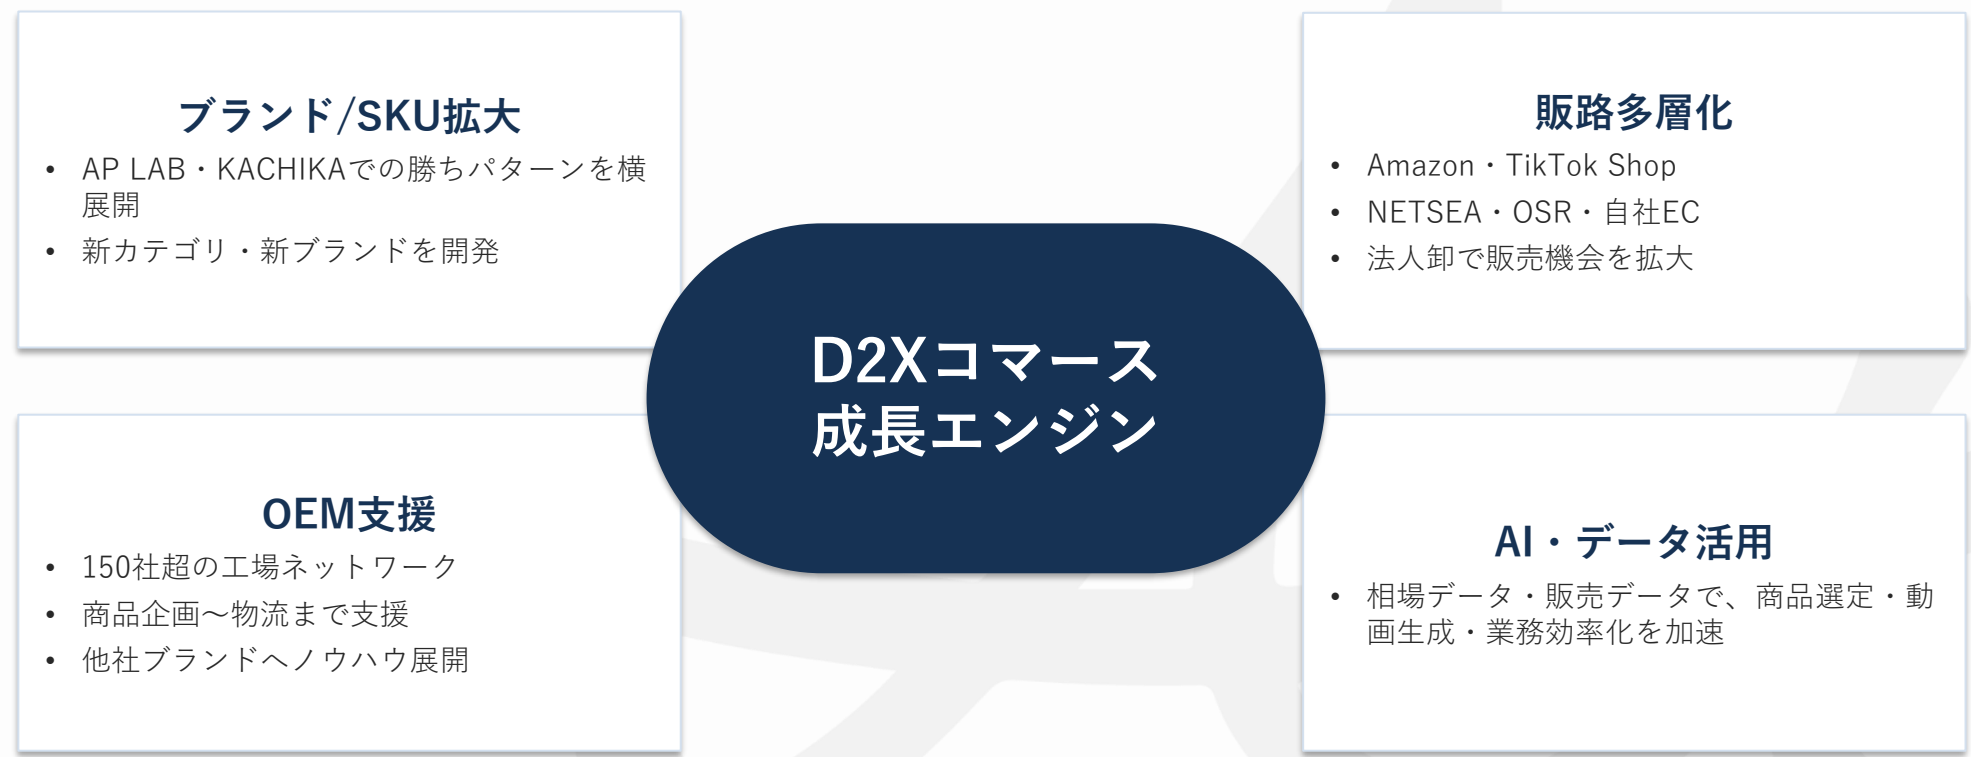 ブランド/SKU拡大
• AP LAB・KACHIKAでの勝ちパターンを横
展開
• 新カテゴリ・新ブランドを開発
販路多層化
• Amazon・TikTok Shop
• NETSEA・OSR・自社EC
• 法人卸で販売機会を拡大
D2Xコマース
成長エンジン
OEM支援
• 150社超の工場ネットワーク
• 商品企画～物流まで支援
• 他社ブランドへノウハウ展開
AI・データ活用
• 相場データ・販売データで、商品選定・動
画生成・業務効率化を加速